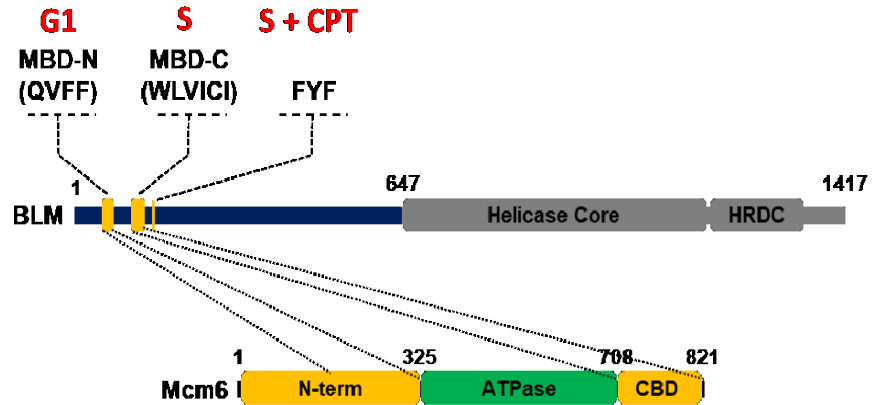 G1 S S + CPT
MBD-N MBD-C
(QVFF) (WLVICI) FYF
1 647 1417
BLM Helicase Core HRDC
1 325 708 821
Mcm6 N-term ATPase CBD